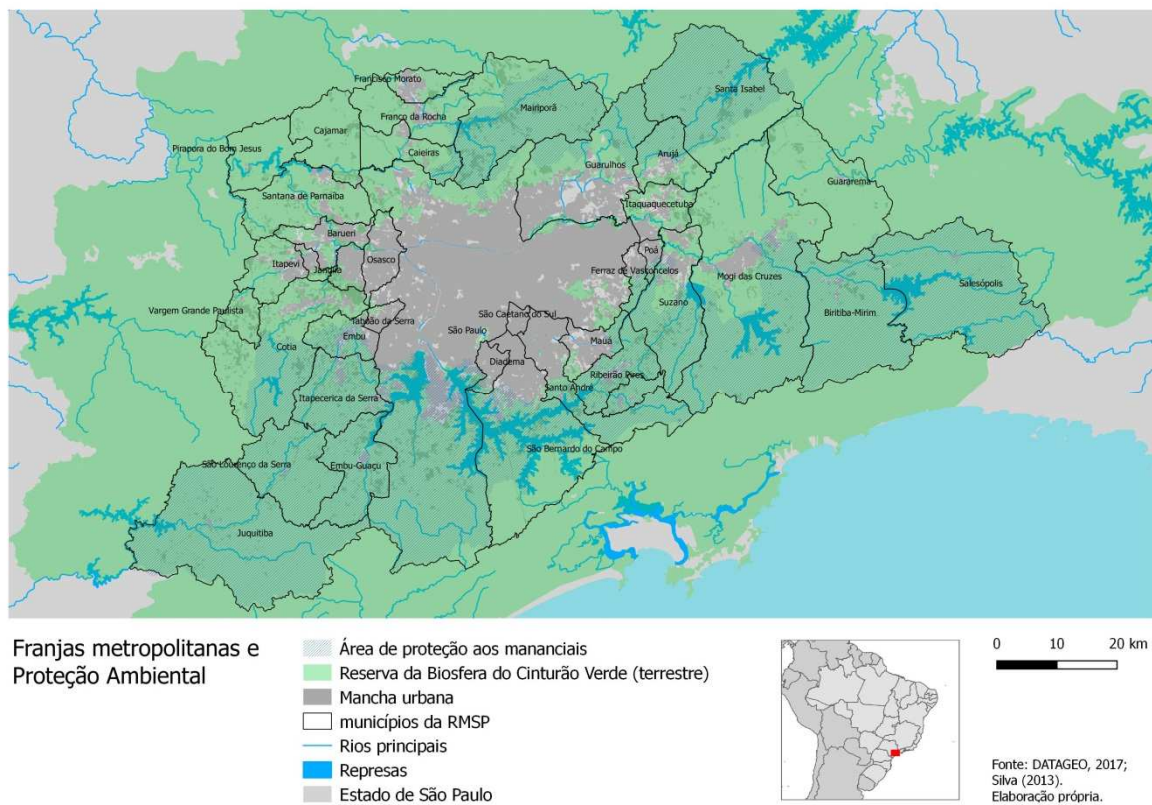 Francisco Morato
Mairiporã
Santa Isabel
Franco da Rocha
Cajamar
Pirapora do Bom Jesus
Caieiras
Guarulhos
Arujá
Guararema
Santana de Parnaíba
Itaquaquecetuba
Barueri
Osasco
Itapevi
Jandira
Poá
Ferraz de Vastoncelos
Mogi das Cruzes
Salesópolis
Suzano
Vargem Grande Paulista
Biritiba-Mirim
São Caetano do Sul
Taboão da Serra
São Paulo
Embu
Mauá
Cotia
Diadema
Ribeirão Pires
Santo André
Itapecerica da Serra
São Bernardo do Campo
São Lourenço da Serra
Embu-Guaçu
Juquitiba
Franjas metropolitanas e
Proteção Ambiental
Área de proteção aos mananciais
Reserva da Biosfera do Cinturão Verde (terrestre)
Mancha urbana
municípios da RMSP
Rios principais
Represas
Estado de São Paulo
0 10 20 km
Fonte: DATAGEO, 2017;
Silva (2013).
Elaboração própria.